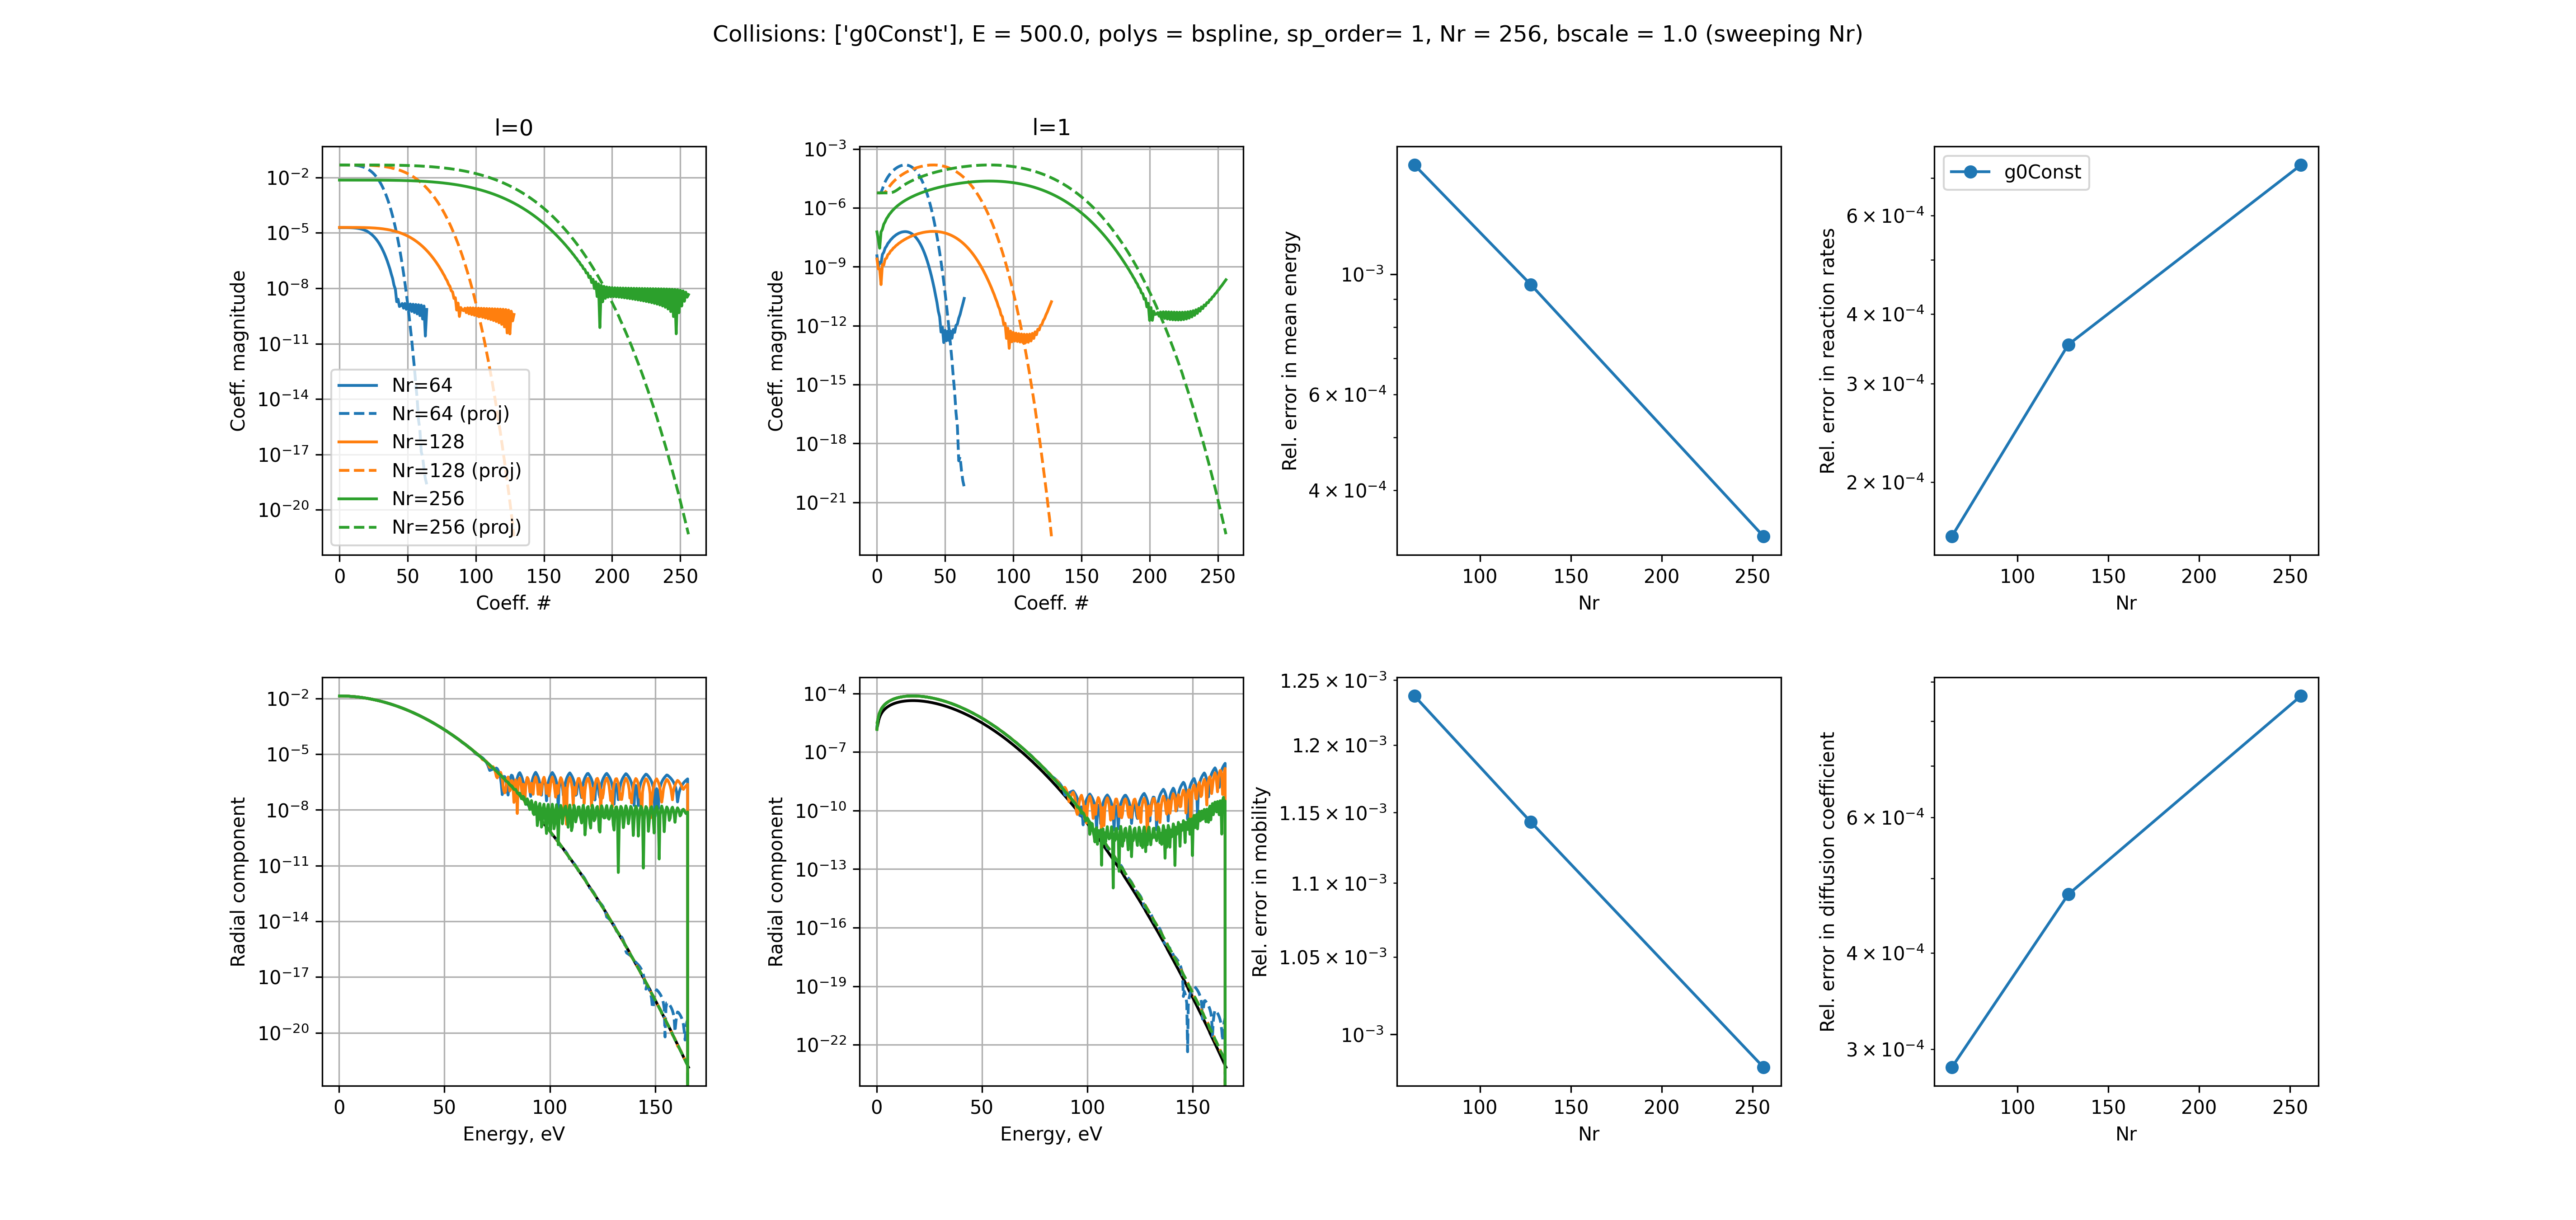 Collisions: ['g0Const'], E = 500.0, polys = bspline, sp_order= 1, Nr = 256, bscale = 1.0 (sweeping Nr)
l=0
Coeff. magnitude
10⁻²
10⁻⁵
10⁻⁸
10⁻¹¹
10⁻¹⁴
10⁻¹⁷
10⁻²⁰
Nr=64
Nr=64 (proj)
Nr=128
Nr=128 (proj)
Nr=256
Nr=256 (proj)
0 50 100 150 200 250
Coeff. #
l=1
Coeff. magnitude
10⁻³
10⁻⁶
10⁻⁹
10⁻¹²
10⁻¹⁵
10⁻¹⁸
10⁻²¹
0 50 100 150 200 250
Coeff. #
Rel. error in mean energy
10⁻³
6 × 10⁻⁴
4 × 10⁻⁴
100 150 200 250
Nr
Rel. error in reaction rates
g0Const
6 × 10⁻⁴
4 × 10⁻⁴
3 × 10⁻⁴
2 × 10⁻⁴
100 150 200 250
Nr
Radial component
10⁻²
10⁻⁵
10⁻⁸
10⁻¹¹
10⁻¹⁴
10⁻¹⁷
10⁻²⁰
0 50 100 150
Energy, eV
Radial component
10⁻⁴
10⁻⁷
10⁻¹⁰
10⁻¹³
10⁻¹⁶
10⁻¹⁹
10⁻²²
0 50 100 150
Energy, eV
Rel. error in mobility
1.25 × 10⁻³
1.2 × 10⁻³
1.15 × 10⁻³
1.1 × 10⁻³
1.05 × 10⁻³
10⁻³
100 150 200 250
Nr
Rel. error in diffusion coefficient
6 × 10⁻⁴
4 × 10⁻⁴
3 × 10⁻⁴
100 150 200 250
Nr